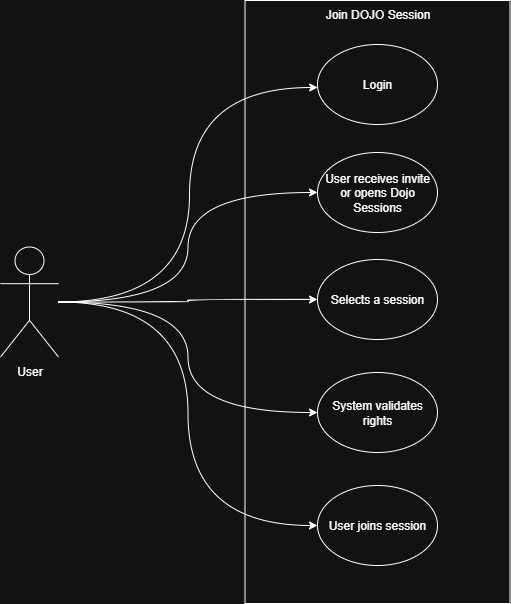 Join DOJO Session
Login
User receives invite
or opens Dojo
Sessions
Selects a session
User
System validates
rights
User joins session